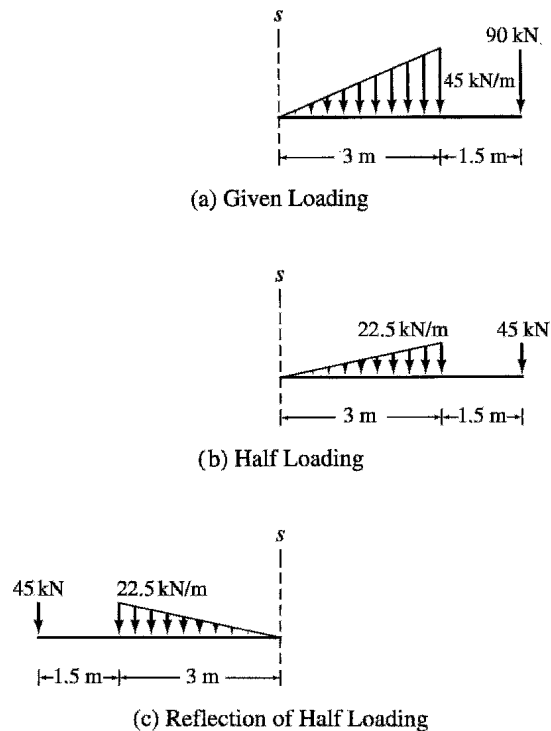 s
90 kN
45 kN/m
3 m
1.5 m
(a) Given Loading
s
22.5 kN/m 45 kN
3 m
1.5 m
(b) Half Loading
s
45 kN 22.5 kN/m
1.5 m 3 m
(c) Reflection of Half Loading